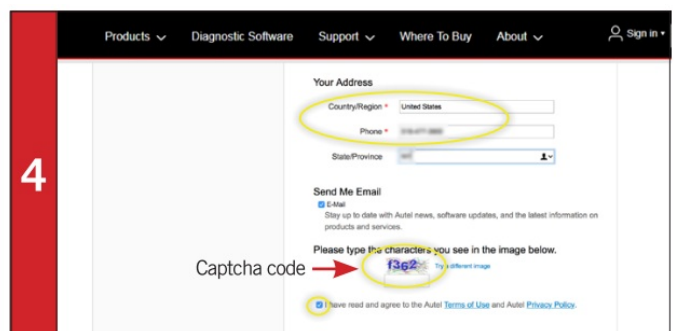 Products Diagnostic Software Support Where To Buy About Sign in
4
Your Address
Country/Region * United States
Phone *
State/Province
Send Me Email
E-Mail
Stay up to date with Autel news, software updates, and the latest information on
products and services.
Please type the characters you see in the image below.
Captcha code
Try a different image
I have read and agree to the Autel Terms of Use and Autel Privacy Policy.